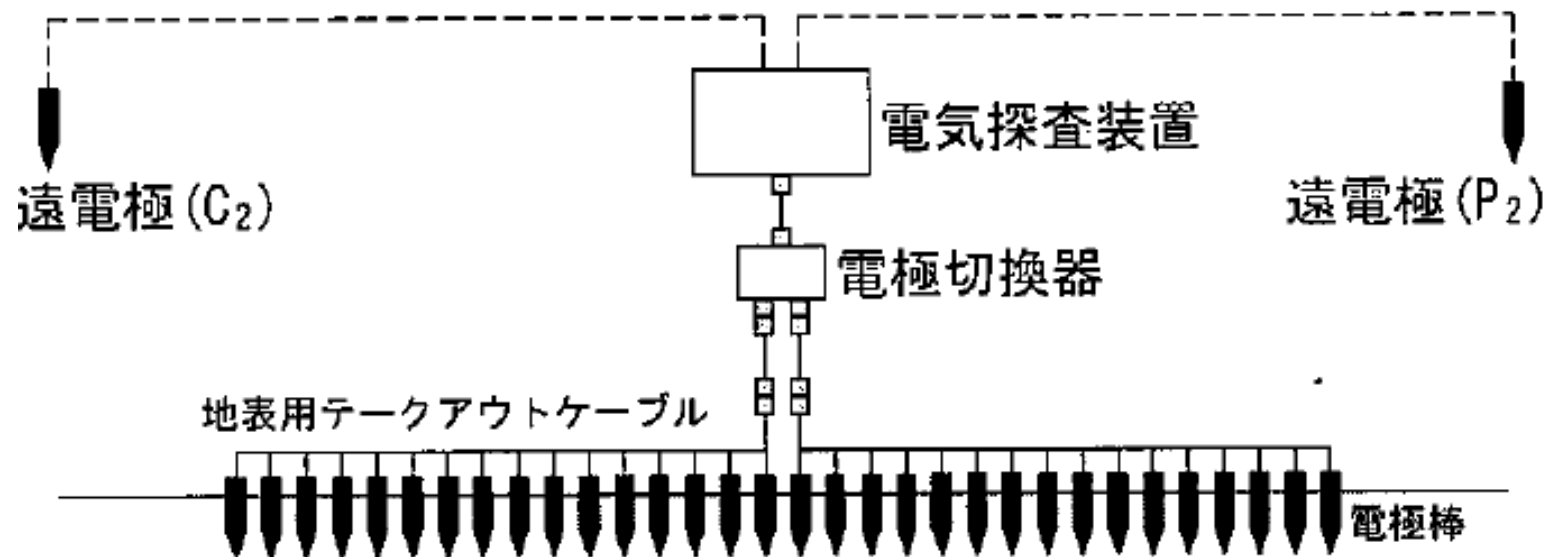 電気探査装置
遠電極(C₂)
遠電極(P₂)
電極切換器
地表用テークアウトケーブル
電極棒